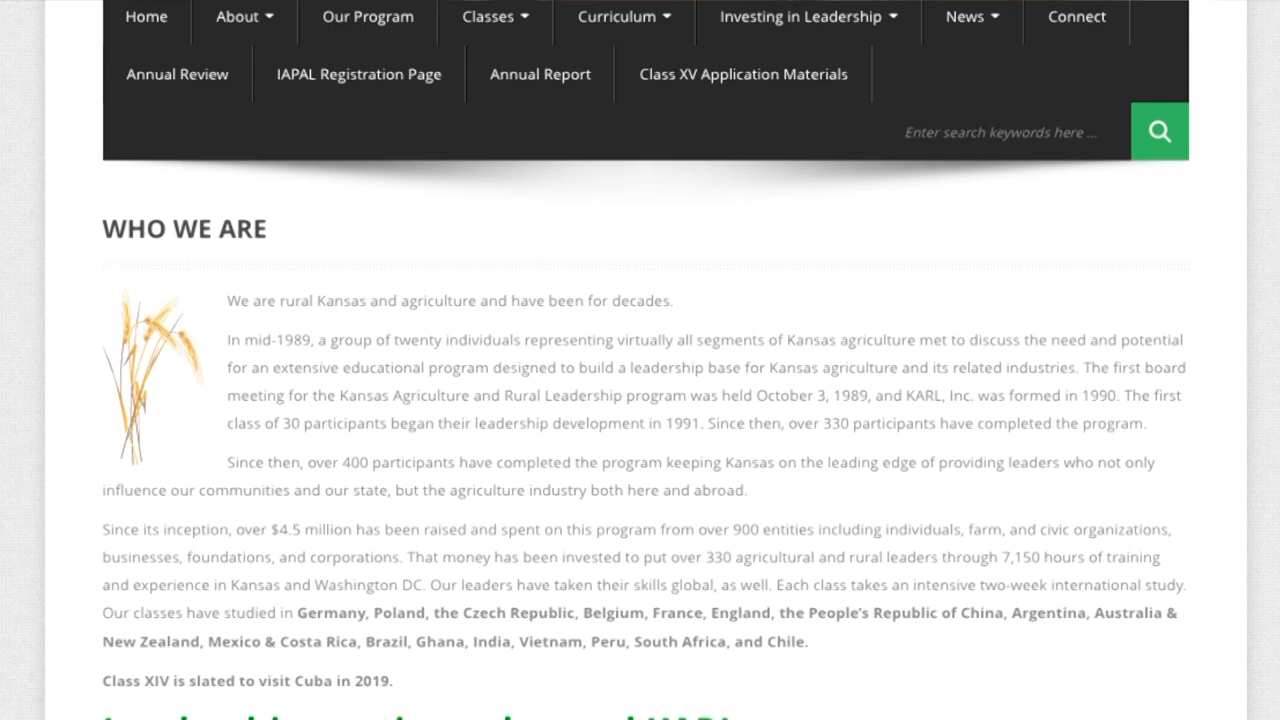 Home About Our Program Classes Curriculum Investing in Leadership News Connect
Annual Review IAPAL Registration Page Annual Report Class XV Application Materials
Enter search keywords here ...
WHO WE ARE
We are rural Kansas and agriculture and have been for decades.
In mid-1989, a group of twenty individuals representing virtually all segments of Kansas agriculture met to discuss the need and potential
for an extensive educational program designed to build a leadership base for Kansas agriculture and its related industries. The first board
meeting for the Kansas Agriculture and Rural Leadership program was held October 3, 1989, and KARL, Inc. was formed in 1990. The first
class of 30 participants began their leadership development in 1991. Since then, over 330 participants have completed the program.
Since then, over 400 participants have completed the program keeping Kansas on the leading edge of providing leaders who not only
influence our communities and our state, but the agriculture industry both here and abroad.
Since its inception, over $4.5 million has been raised and spent on this program from over 900 entities including individuals, farm, and civic organizations,
businesses, foundations, and corporations. That money has been invested to put over 330 agricultural and rural leaders through 7,150 hours of training
and experience in Kansas and Washington DC. Our leaders have taken their skills global, as well. Each class takes an intensive two-week international study.
Our classes have studied in Germany, Poland, the Czech Republic, Belgium, France, England, the People's Republic of China, Argentina, Australia &
New Zealand, Mexico & Costa Rica, Brazil, Ghana, India, Vietnam, Peru, South Africa, and Chile.
Class XIV is slated to visit Cuba in 2019.